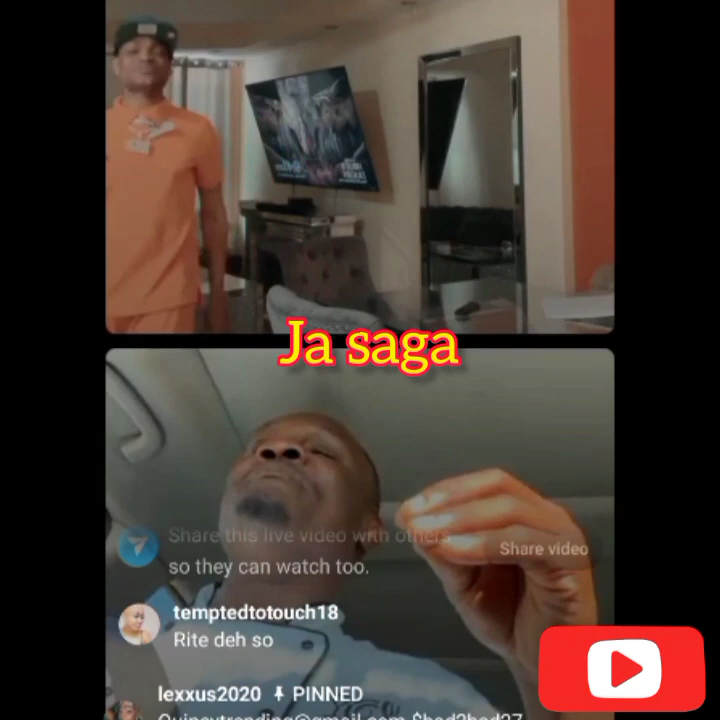 Ja saga
Share this live video with others
so they can watch too.
Share video
temptedtotouch18
Rite deh so
lexxus2020 PINNED